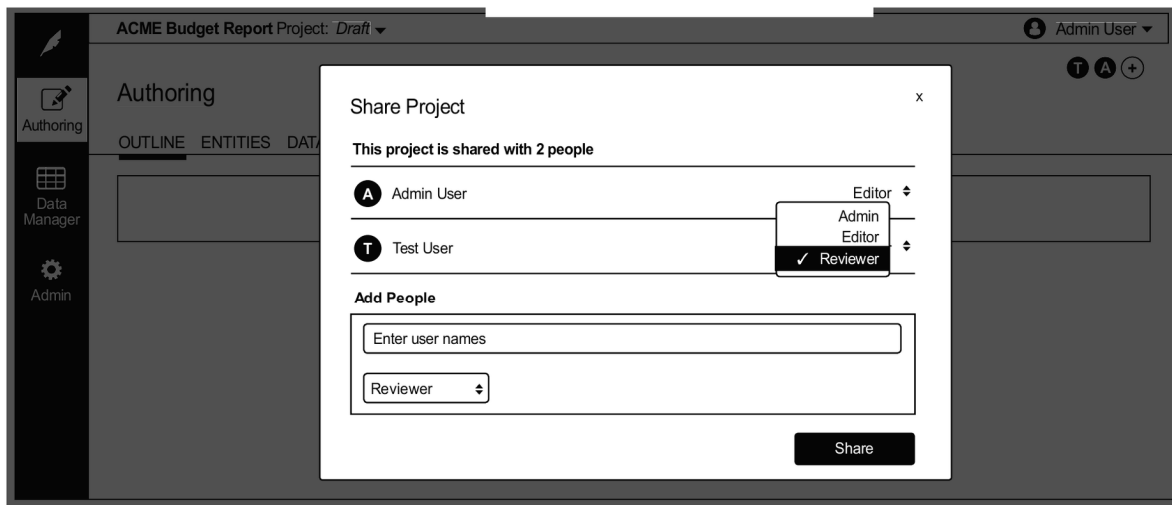 ACME Budget Report Project: Draft
Admin User
T A +
Authoring
Authoring
OUTLINE ENTITIES DATA
Data
Manager
Admin
Share Project
x
This project is shared with 2 people
A Admin User
Editor
T Test User
Admin
Editor
✓ Reviewer
Add People
Enter user names
Reviewer
Share